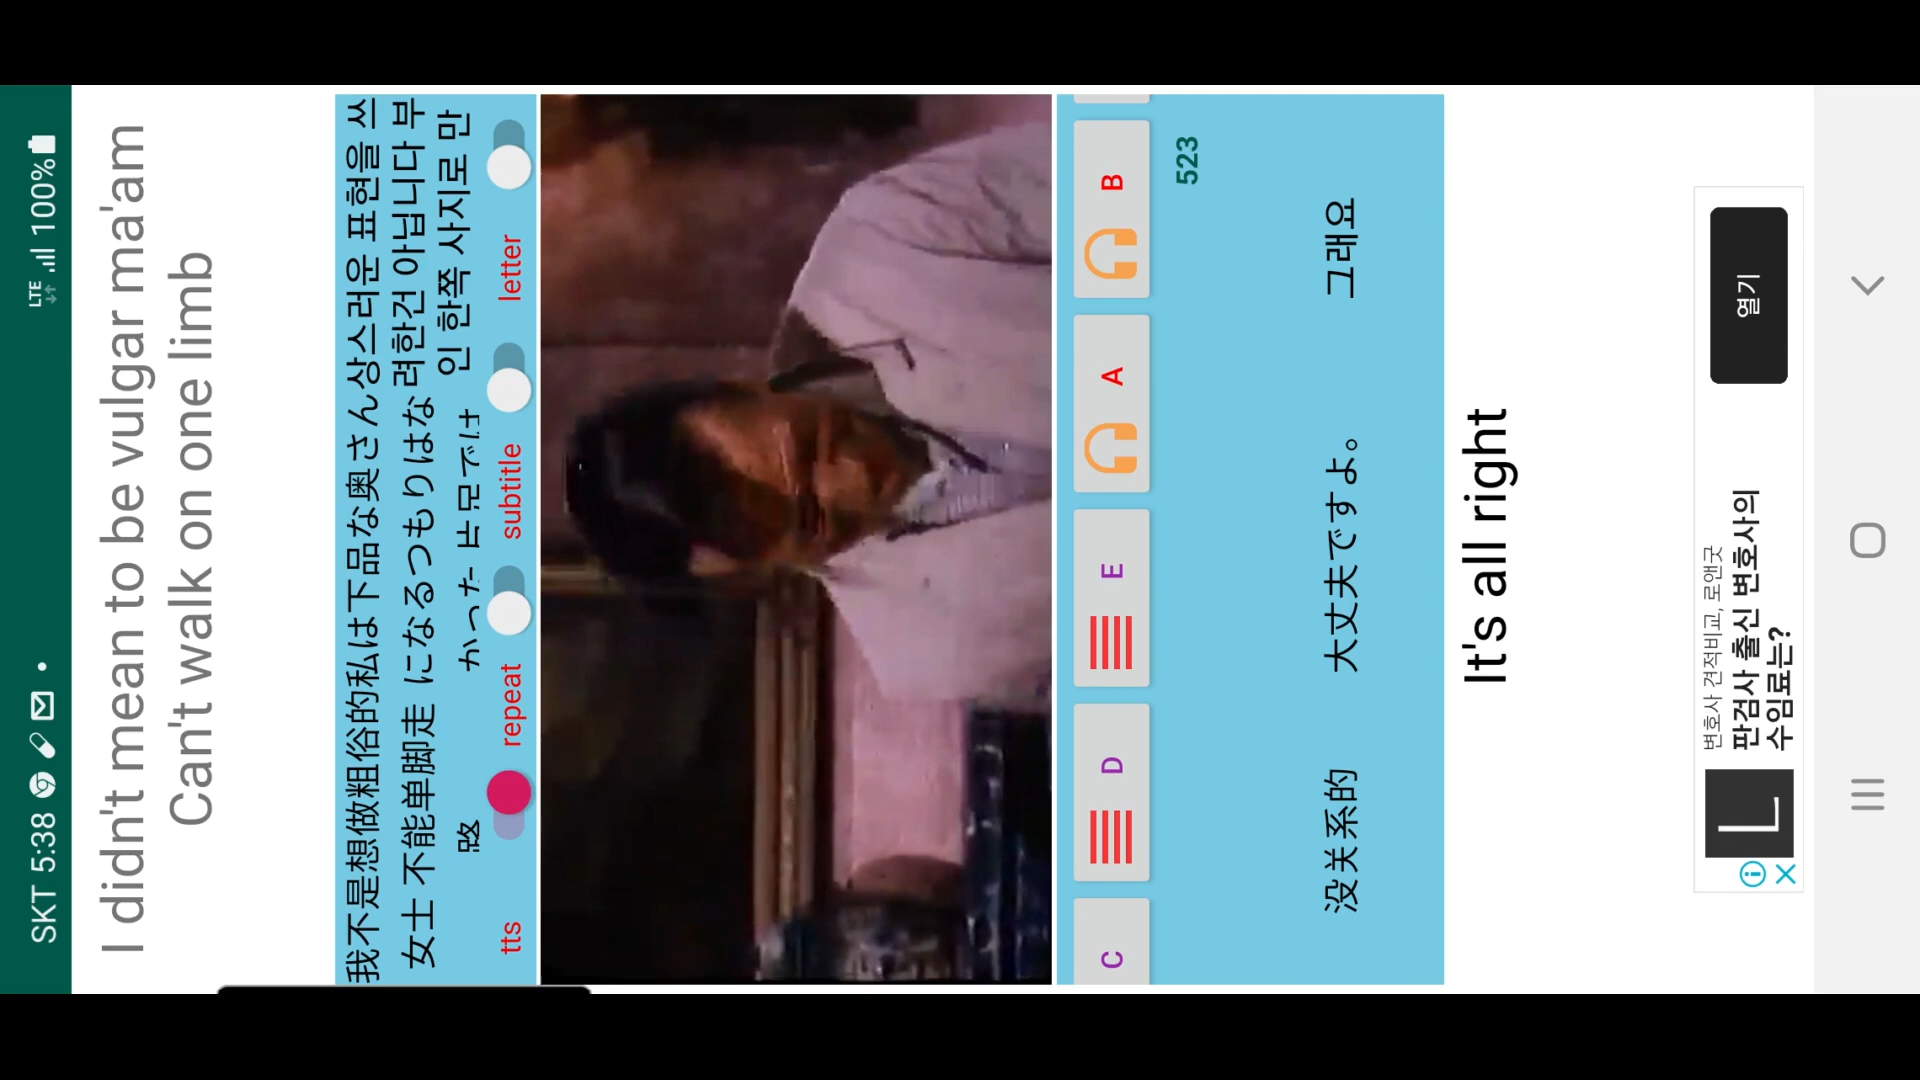 SKT 5:38 LTE 100%
I didn't mean to be vulgar ma'am
Can't walk on one limb
我不是想做粗俗的
女士 不能单脚走
路
私は下品な奥さん
になるつもりはな
かった 片足では
상스러운 표현을 쓰
려한건 아닙니다 부
인 한쪽 사지로 만
tts repeat subtitle letter
C D E A B
523
没关系的 大丈夫ですよ。 그래요
It's all right
변호사 견적비교, 로앤굿
판검사 출신 변호사의
수임료는?
열기